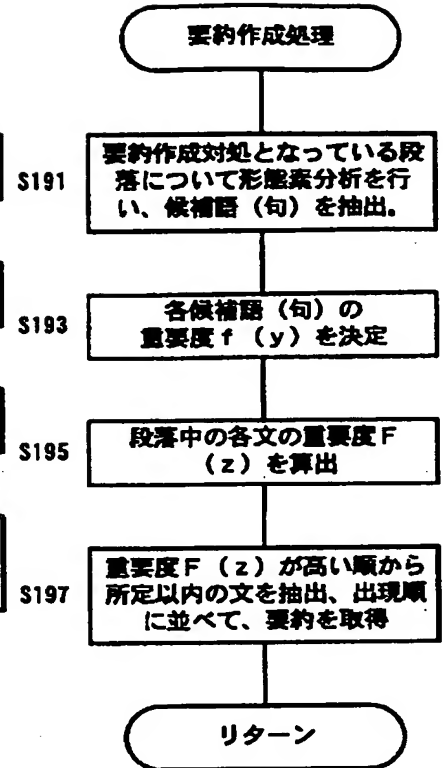 要約作成処理
S191
要約作成対処となっている段
落について形態素分析を行
い、候補語（句）を抽出。
S193
各候補語（句）の
重要度f（y）を決定
S195
段落中の各文の重要度F
（z）を算出
S197
重要度F（z）が高い順から
所定以内の文を抽出、出現順
に並べて、要約を取得
リターン